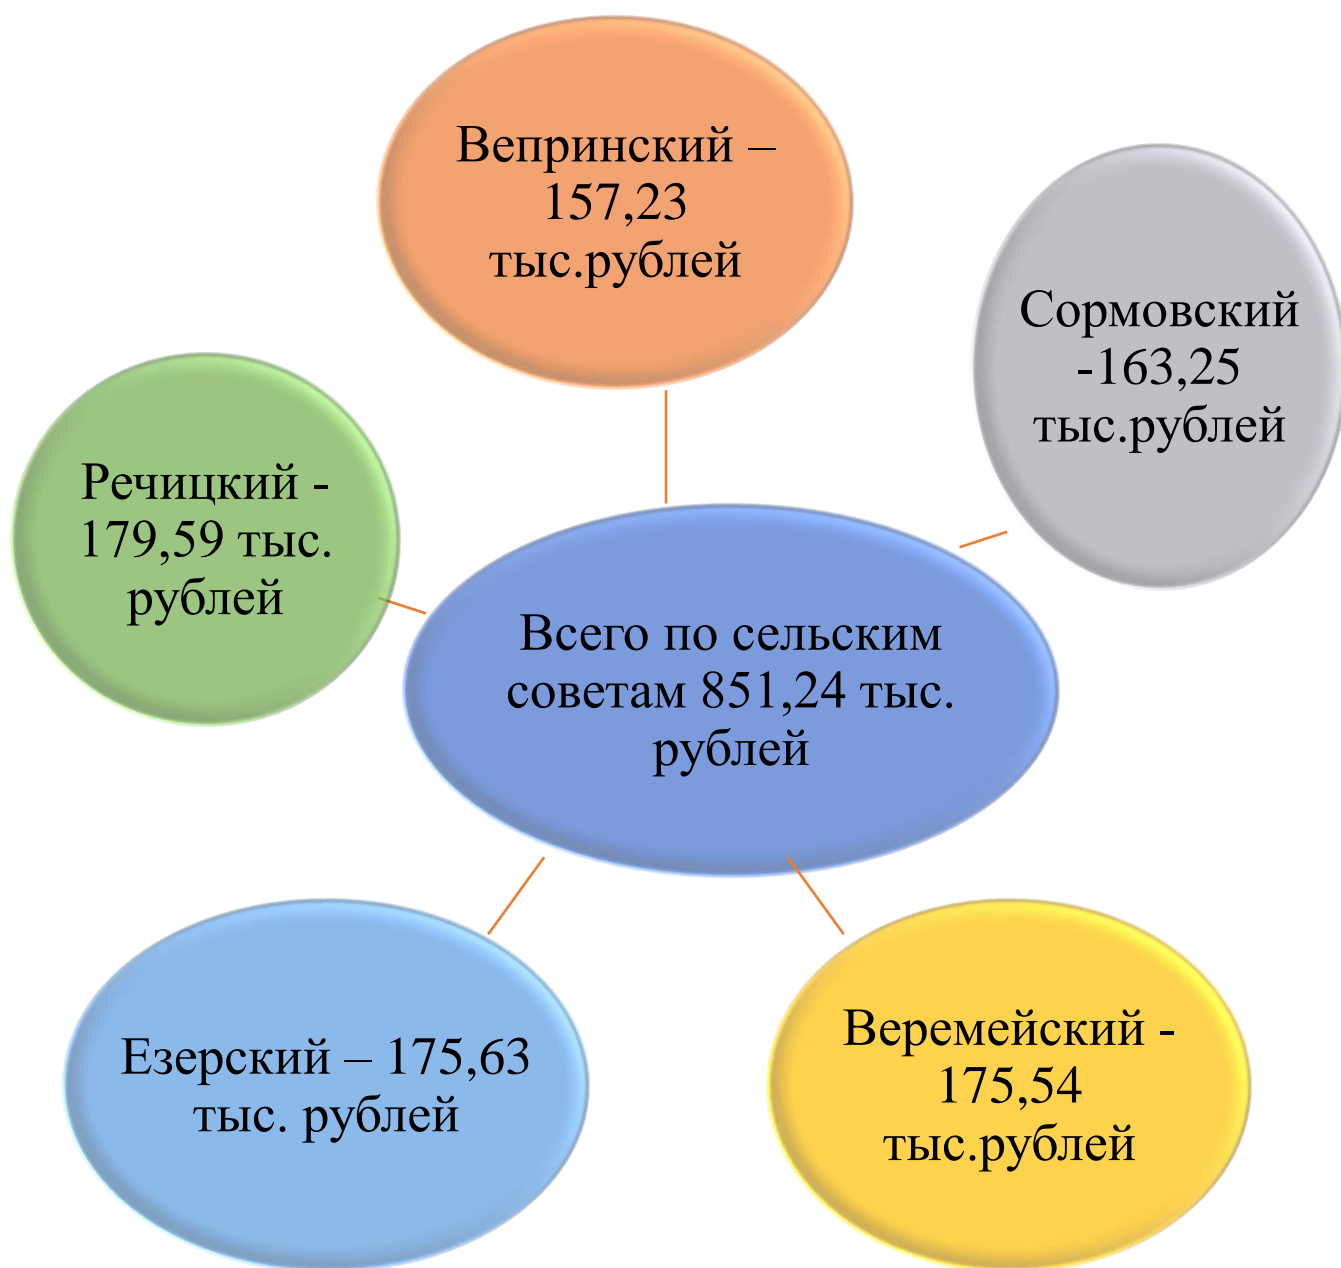 Вепринский –
157,23
тыс.рублей
Сормовский
-163,25
тыс.рублей
Речицкий -
179,59 тыс.
рублей
Всего по сельским
советам 851,24 тыс.
рублей
Езерский – 175,63
тыс. рублей
Веремейский -
175,54
тыс.рублей